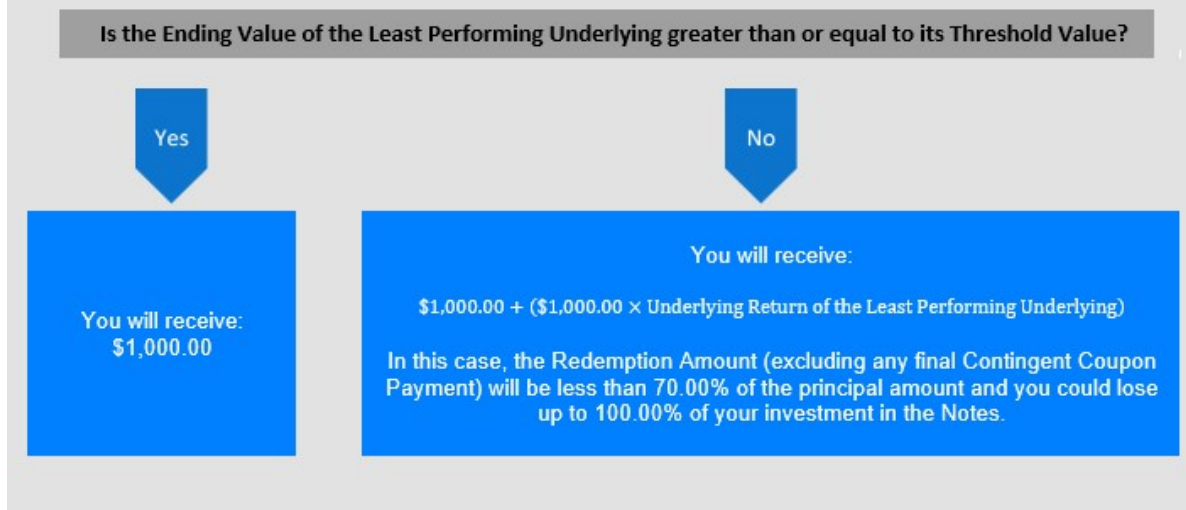 Is the Ending Value of the Least Performing Underlying greater than or equal to its Threshold Value?
Yes
No
You will receive:
$1,000.00
You will receive:
$1,000.00 + ($1,000.00 × Underlying Return of the Least Performing Underlying)
In this case, the Redemption Amount (excluding any final Contingent Coupon
Payment) will be less than 70.00% of the principal amount and you could lose
up to 100.00% of your investment in the Notes.